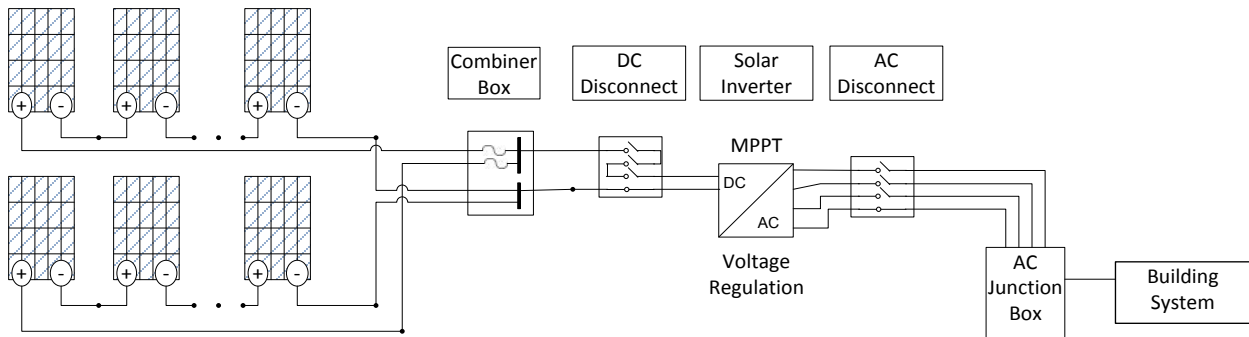 Combiner
Box
DC
Disconnect
Solar
Inverter
AC
Disconnect
+ - + - + -
MPPT
DC
AC
+ - + - + -
Voltage
Regulation
AC
Junction
Box
Building
System